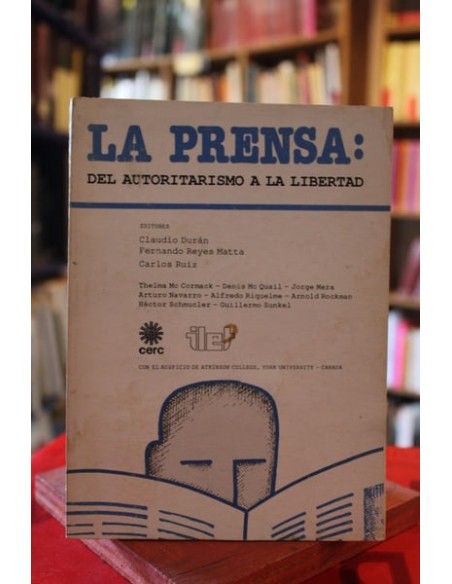 LA PRENSA:
DEL AUTORITARISMO A LA LIBERTAD
EDITORES
Claudio Durán
Fernando Reyes Matta
Carlos Ruiz
Thelma Mc Cormack – Denis Mc Quail – Jorge Mera
Arturo Navarro – Alfredo Riquelme – Arnold Rockman
Héctor Schmucler – Guillermo Sunkel
cerc
ilet
CON EL AUSPICIO DE ATKINSON COLLEGE, YORK UNIVERSITY - CANADA